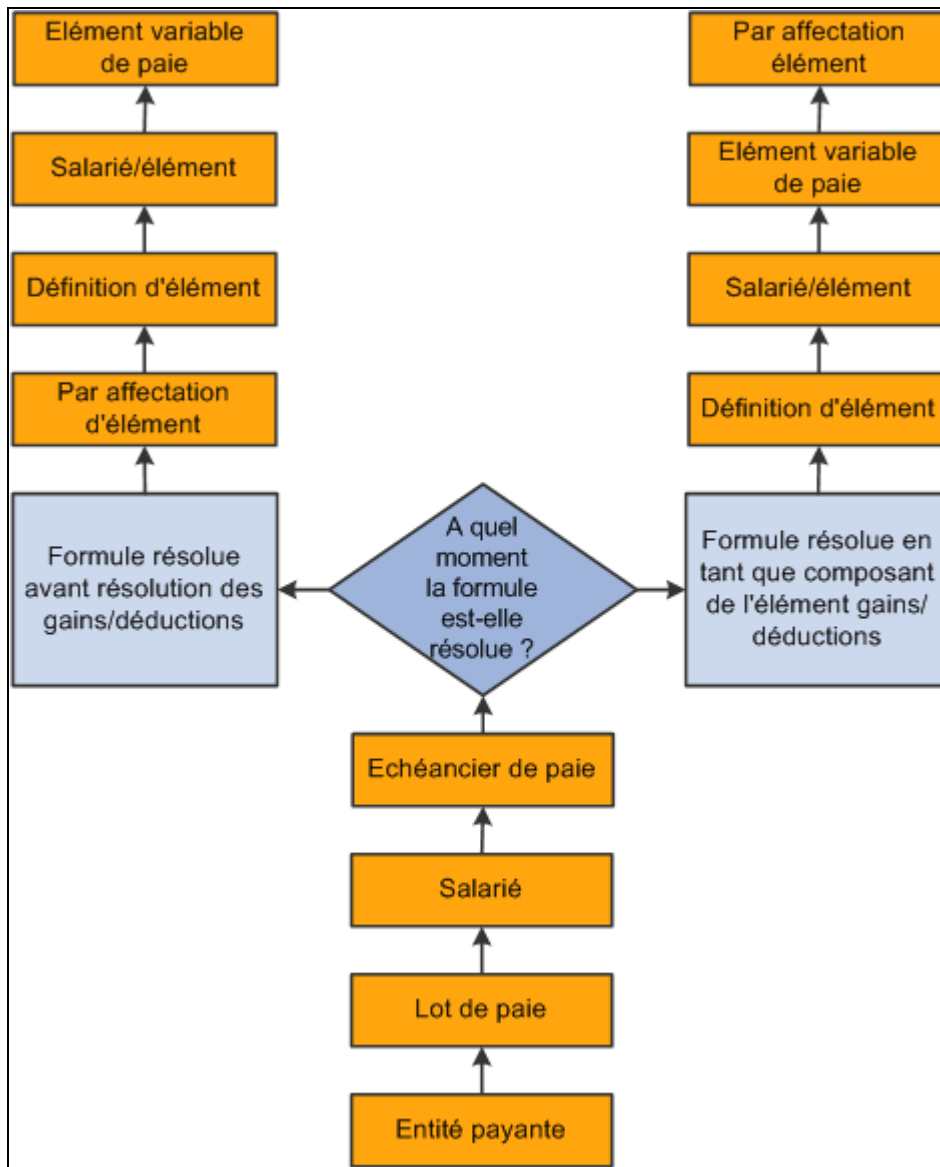 Elément variable
de paie
Par affectation
élément
Salarié/élément
Elément variable
de paie
Définition d'élément
Salarié/élément
Par affectation
d'élément
Définition d'élément
Formule résolue
avant résolution des
gains/déductions
A quel
moment
la formule
est-elle
résolue ?
Formule résolue en
tant que composant
de l'élément gains/
déductions
Echéancier de paie
Salarié
Lot de paie
Entité payante